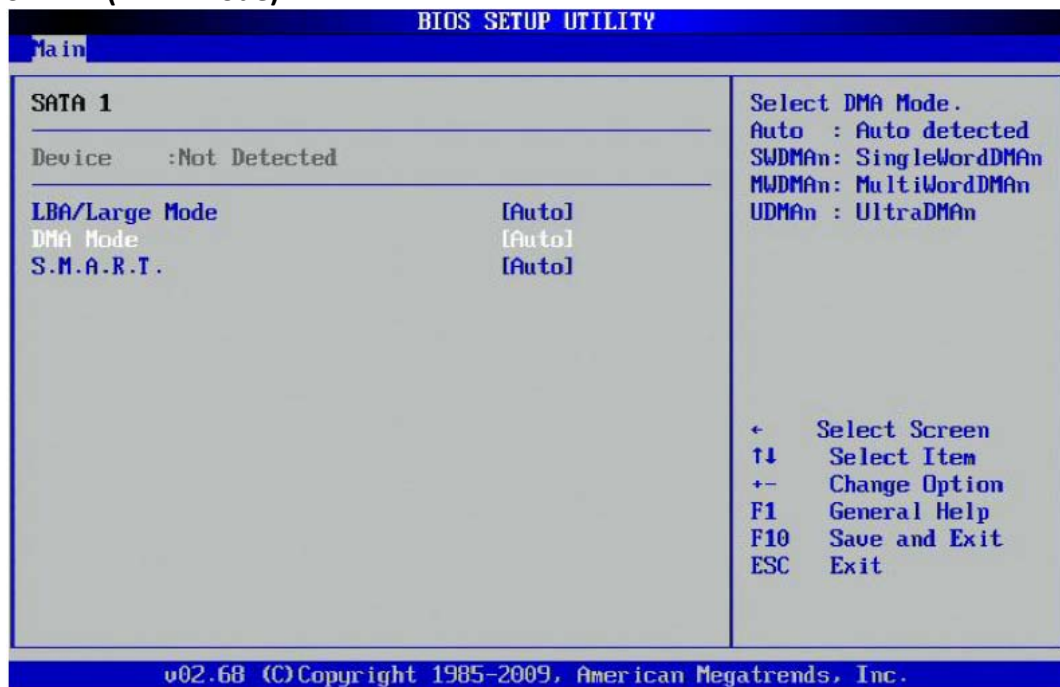 BIOS SETUP UTILITY
Main
SATA 1
Device :Not Detected
LBA/Large Mode [Auto]
DMA Mode [Auto]
S.M.A.R.T. [Auto]
Select DMA Mode.
Auto : Auto detected
SWDMAn: SingleWordDMAn
MWDMAn: MultiWordDMAn
UDMAn : UltraDMAn
← Select Screen
↑↓ Select Item
+- Change Option
F1 General Help
F10 Save and Exit
ESC Exit
v02.68 (C)Copyright 1985-2009, American Megatrends, Inc.